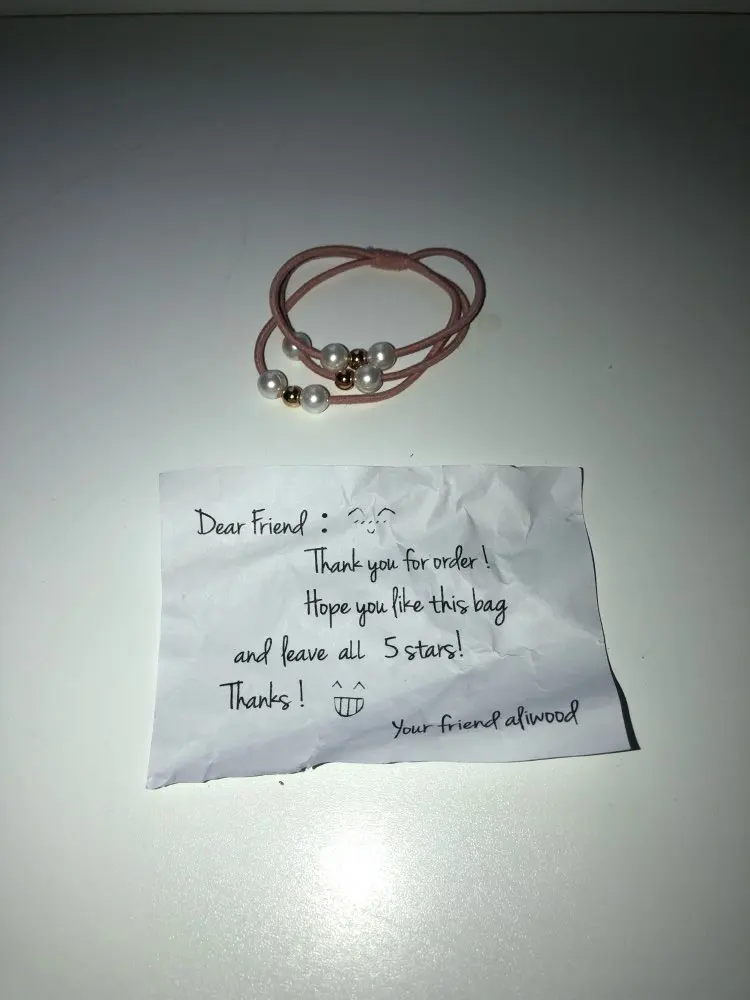 Dear Friend :
Thank you for order!
Hope you like this bag
and leave all 5 stars!
Thanks!
Your friend aliwood